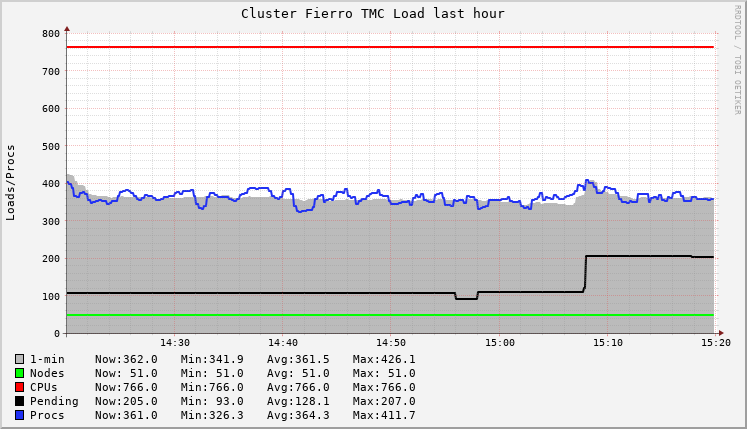 Cluster Fierro TMC Load last hour
RRDTOOL / TOBI OETIKER
Loads/Procs
800
700
600
500
400
300
200
100
0
14:30 14:40 14:50 15:00 15:10 15:20
1-min Now:362.0 Min:341.9 Avg:361.5 Max:426.1
Nodes Now: 51.0 Min: 51.0 Avg: 51.0 Max: 51.0
CPUs Now:766.0 Min:766.0 Avg:766.0 Max:766.0
Pending Now:205.0 Min: 93.0 Avg:128.1 Max:207.0
Procs Now:361.0 Min:326.3 Avg:364.3 Max:411.7